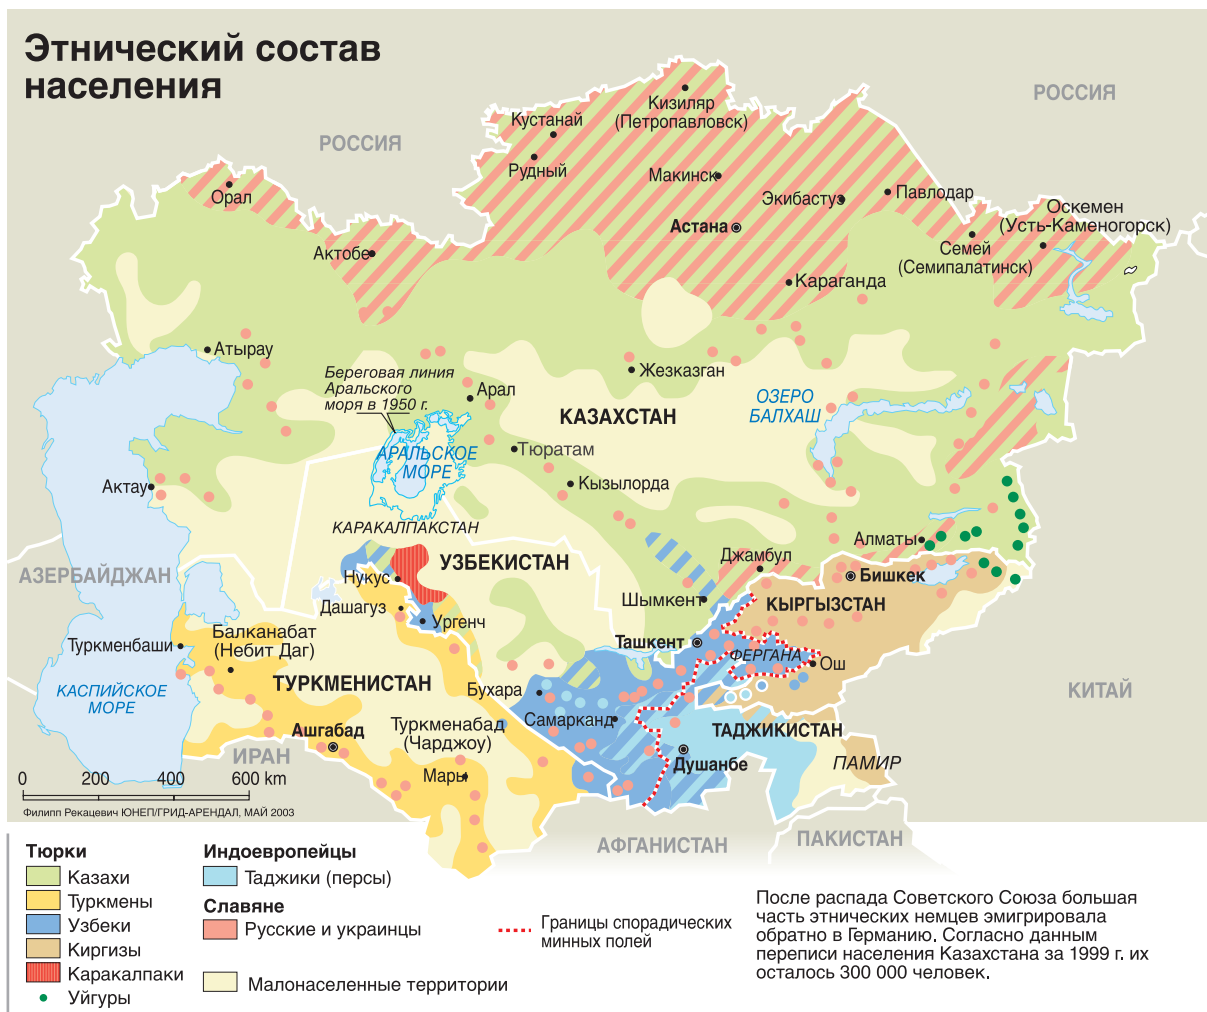 Этнический состав
населения
РОССИЯ
РОССИЯ
Кизиляр
(Петропавловск)
Кустанай
Рудный
Макинск
Экибастуз
Павлодар
Орал
Астана
Оскемен
(Усть-Каменогорск)
Актобе
Семей
(Семипалатинск)
Караганда
Атырау
Береговая линия
Аральского
моря в 1950 г.
Арал
Жезказган
КАЗАХСТАН
ОЗЕРО
БАЛХАШ
АРАЛЬСКОЕ
МОРЕ
Тюратам
Актау
Кызылорда
КАРАКАЛПАКСТАН
УЗБЕКИСТАН
Алматы
Джамбул
АЗЕРБАЙДЖАН
Нукус
Бишкек
Дашагуз
Шымкент
КЫРГЫЗСТАН
Ургенч
Туркменбаши
Балканабат
(Небит Даг)
Ташкент
ФЕРГАНА
Ош
КАСПИЙСКОЕ
МОРЕ
ТУРКМЕНИСТАН
Бухара
КИТАЙ
Самарканд
Ашгабад
Туркменабад
(Чарджоу)
ТАДЖИКИСТАН
ИРАН
Мары
Душанбе
ПАМИР
0 200 400 600 km
Филипп Рекацевич ЮНЕП/ГРИД-АРЕНДАЛ, МАЙ 2003
АФГАНИСТАН
ПАКИСТАН
Тюрки
Казахи
Туркмены
Узбеки
Киргизы
Каракалпаки
Уйгуры
Индоевропейцы
Таджики (персы)
Славяне
Русские и украинцы
Малонаселенные территории
Границы спорадических
минных полей
После распада Советского Союза большая
часть этнических немцев эмигрировала
обратно в Германию. Согласно данным
переписи населения Казахстана за 1999 г. их
осталось 300 000 человек.